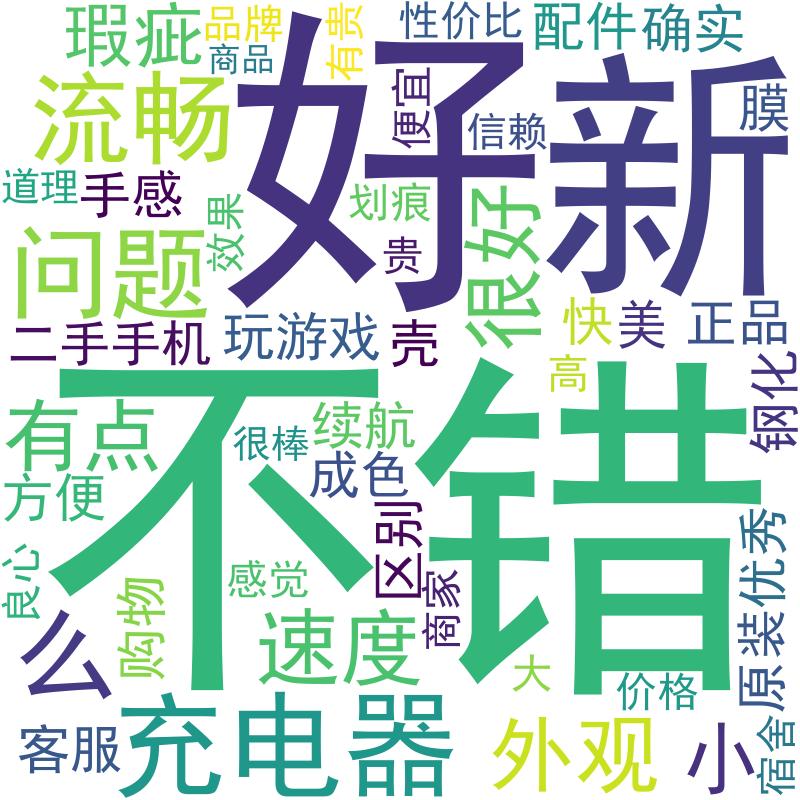 瑕疵
品牌
商品
有贵
性价比
配件
确实
流畅
好
便宜
信赖
新
膜
道理
手感
效果
划痕
贵
很好
问题
快
美
正品
二手手机
玩游戏
壳
高
钢化
不错
有点
很棒
续航
成色
方便
区别
良心
购物
感觉
商家
优秀
么
速度
大
价格
原装
客服
充电器
外观
小
宿舍